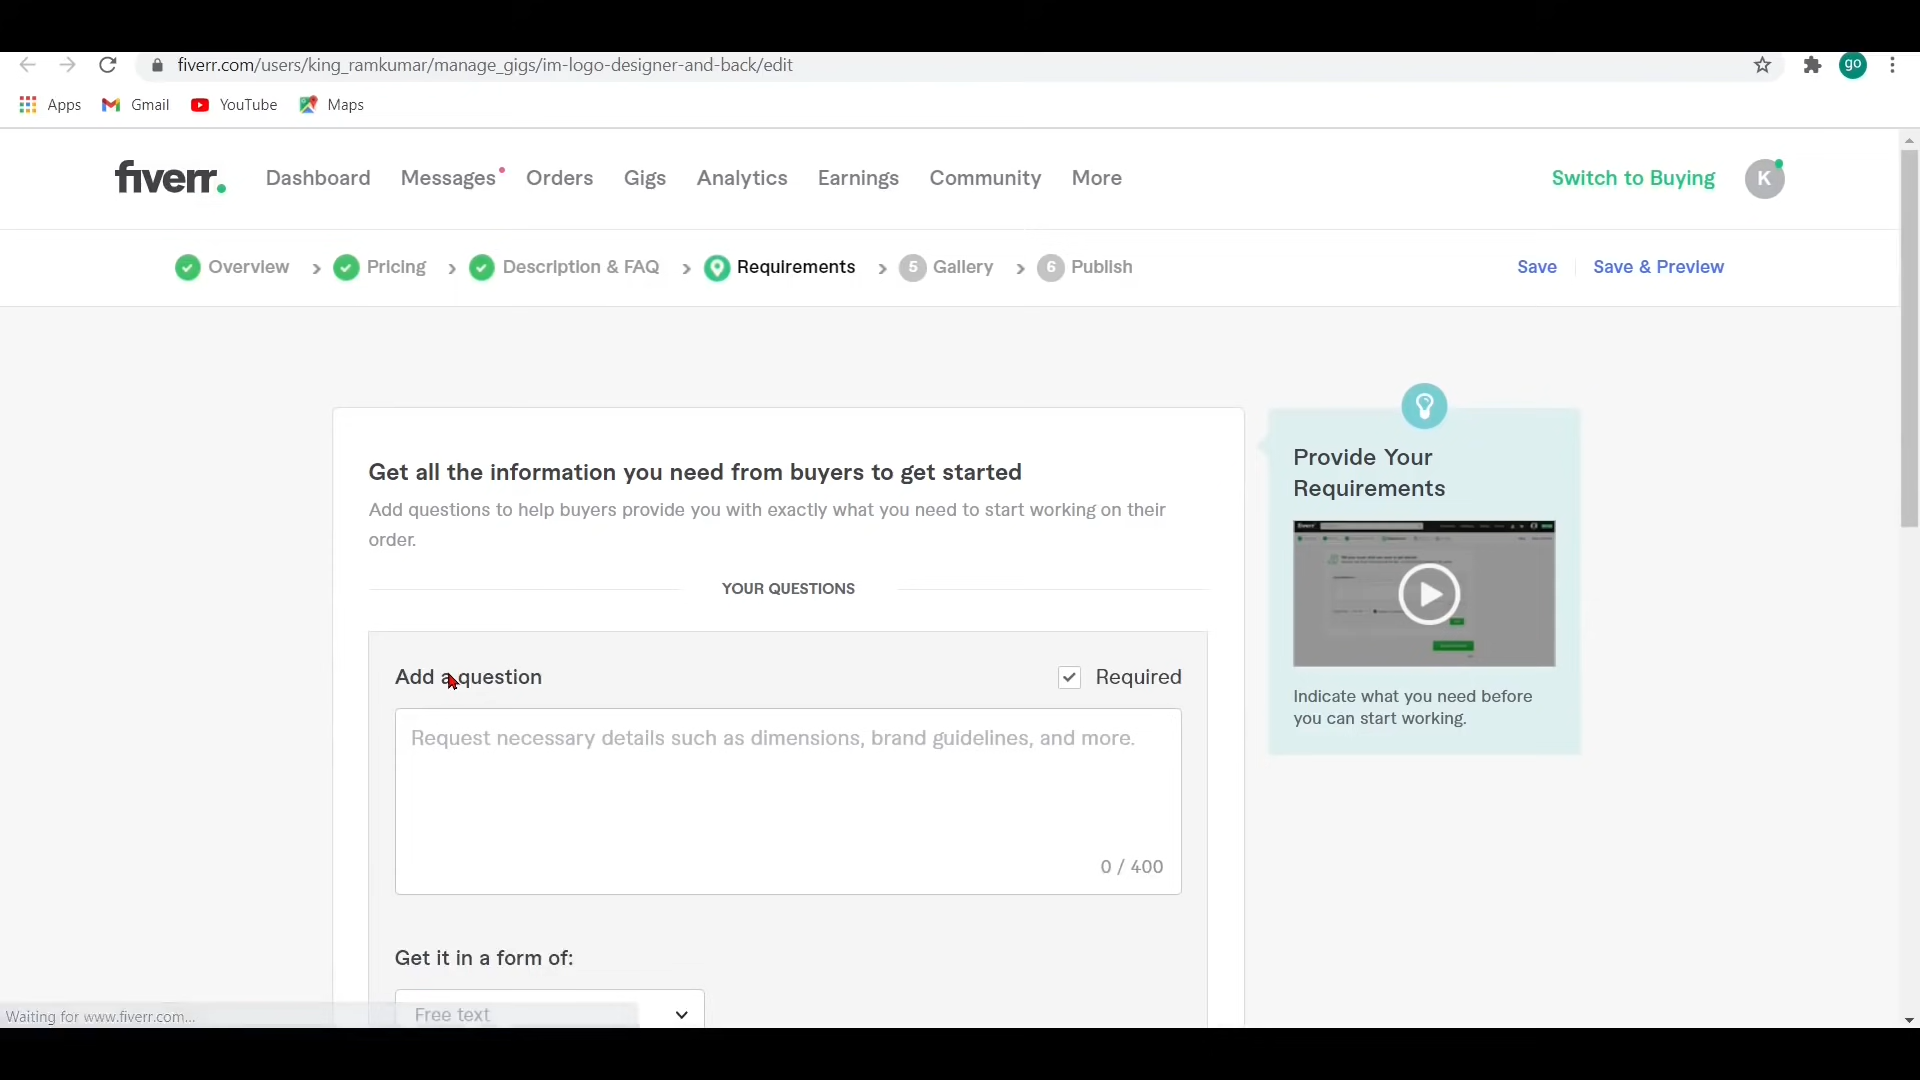 fiverr.com/users/king_ramkumar/manage_gigs/im-logo-designer-and-back/edit
go
Apps Gmail YouTube Maps
fiverr. Dashboard Messages Orders Gigs Analytics Earnings Community More Switch to Buying K
Overview > Pricing > Description & FAQ > Requirements > 5 Gallery > 6 Publish Save Save & Preview
Get all the information you need from buyers to get started
Add questions to help buyers provide you with exactly what you need to start working on their
order.
YOUR QUESTIONS
Add a question Required
Request necessary details such as dimensions, brand guidelines, and more.
0 / 400
Get it in a form of:
Free text
Provide Your
Requirements
Indicate what you need before
you can start working.
Waiting for www.fiverr.com...